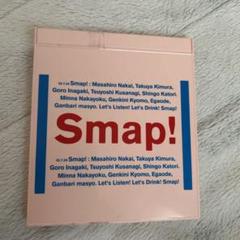 Smap! : Masahiro Nakai, Takuya Kimura,
Goro Inagaki, Tsuyoshi Kusanagi, Shingo Katori.
Minna Nakayoku, Genkini Kyomo, Egaode,
Ganbari masyo. Let's Listen! Let's Drink! Smap!
Smap!
Smap! : Masahiro Nakai, Takuya Kimura,
Goro Inagaki, Tsuyoshi Kusanagi, Shingo Katori.
Minna Nakayoku, Genkini Kyomo, Egaode,
Ganbari masyo. Let's Listen! Let's Drink! Smap!